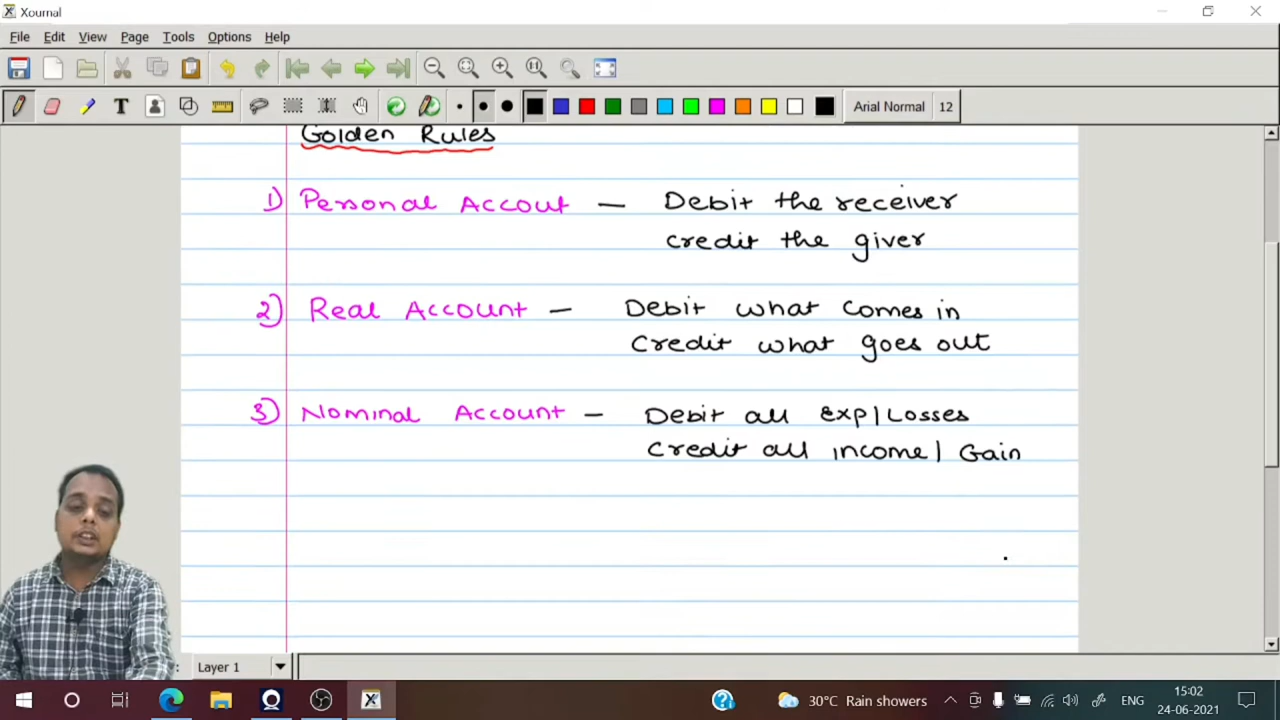 Xournal
File Edit View Page Tools Options Help
Arial Normal 12
Golden Rules
1) Personal Accout — Debit the receiver
credit the giver
2) Real Account — Debit what comes in
credit what goes out
3) Nominal Account — Debit all Exp/Losses
Credit all income/Gain
Layer 1
30°C Rain showers ENG 15:02
24-06-2021